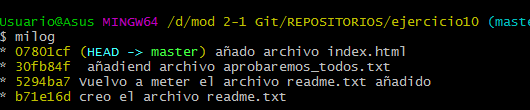 Usuario@Asus MINGW64 /d/mod 2-1 Git/REPOSITORIOS/ejercicio10 (maste
$ milog
* 07801cf (HEAD -> master) añado archivo index.html
* 30fb84f  añadiend archivo aprobaremos_todos.txt
* 5294ba7 Vuelvo a meter el archivo readme.txt añadido
* b71e16d creo el archivo readme.txt